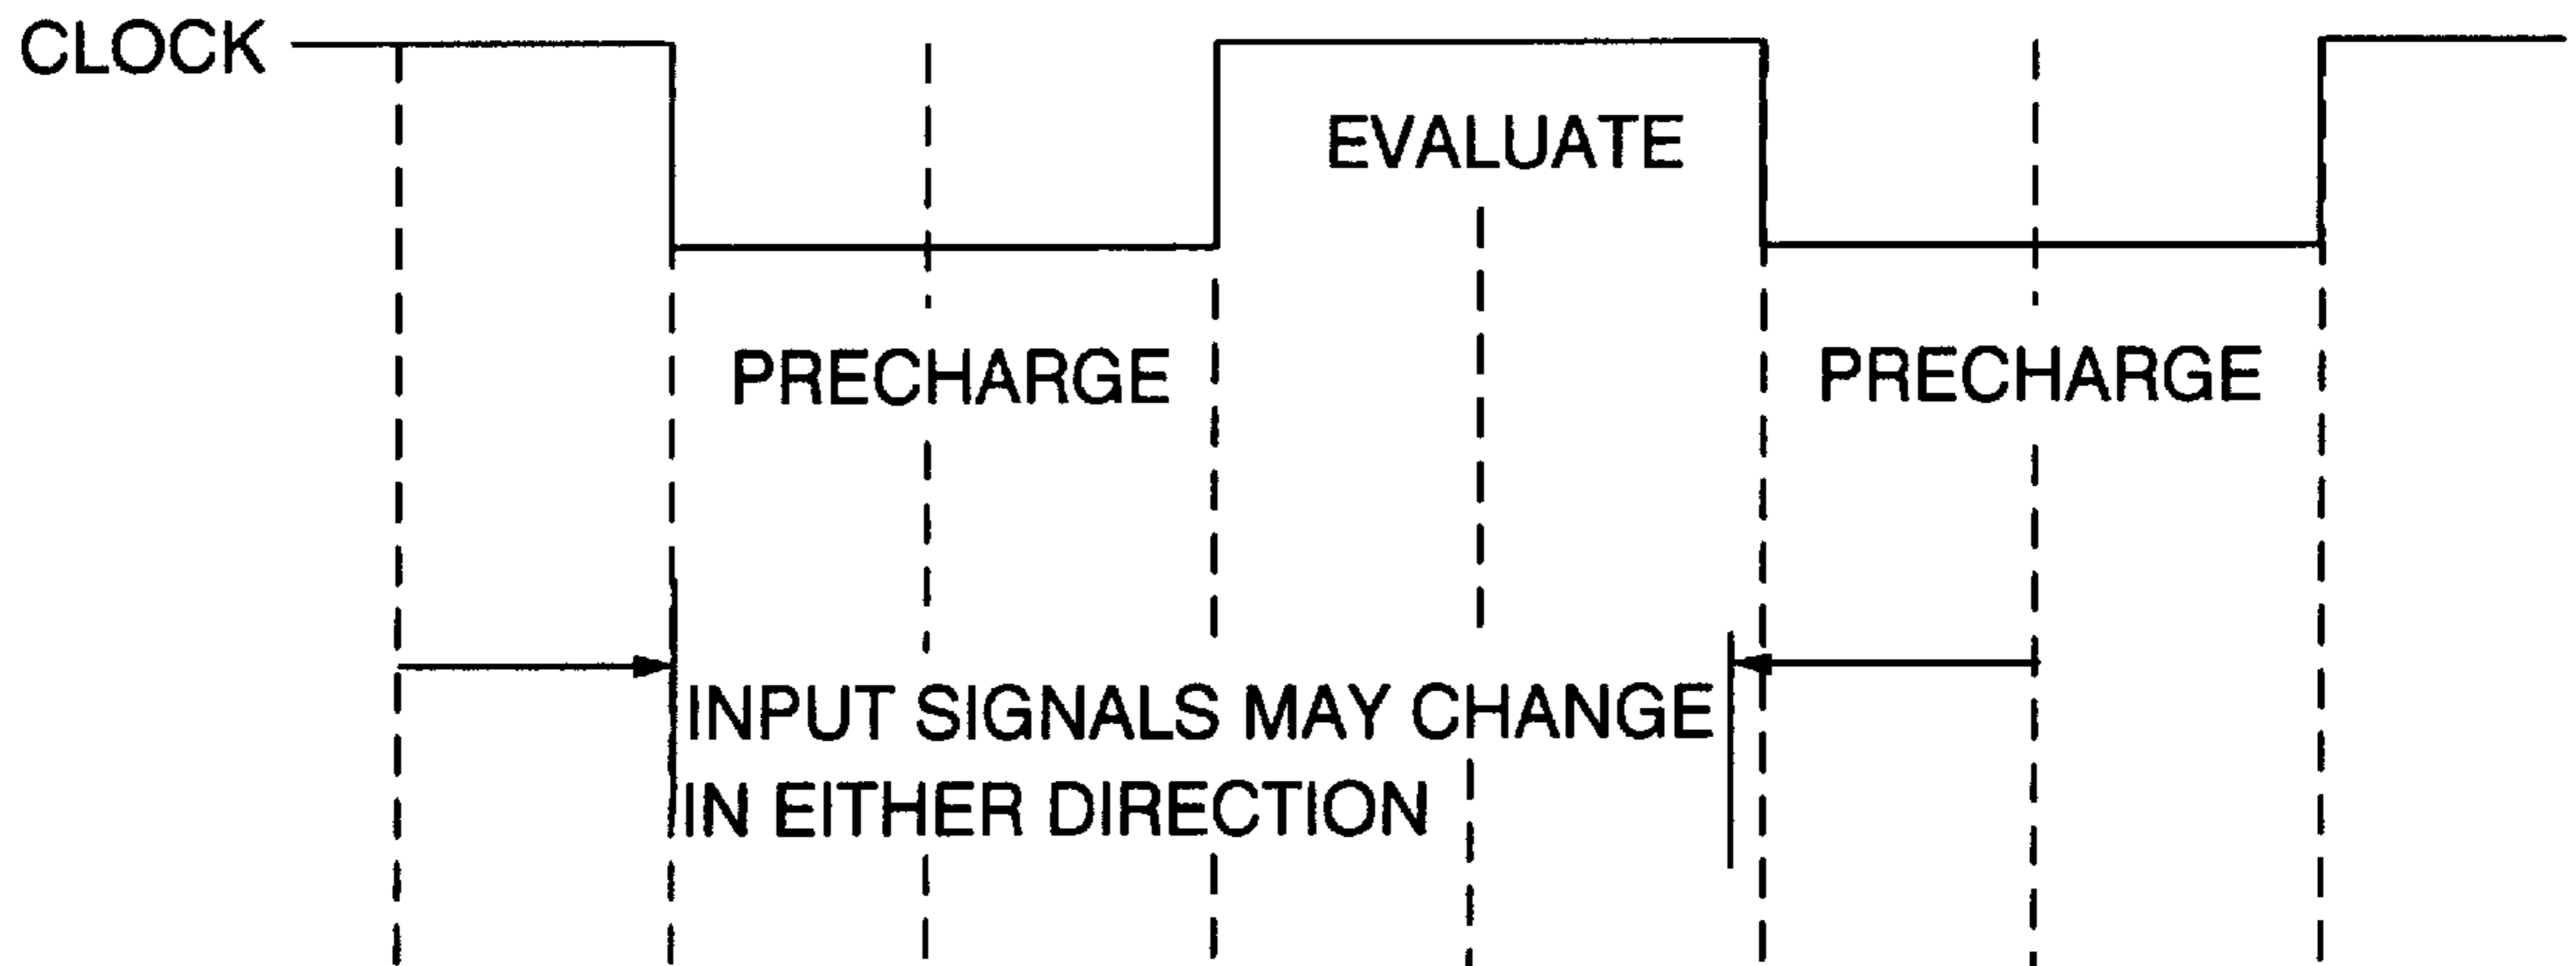 CLOCK
EVALUATE
PRECHARGE
PRECHARGE
INPUT SIGNALS MAY CHANGE
IN EITHER DIRECTION